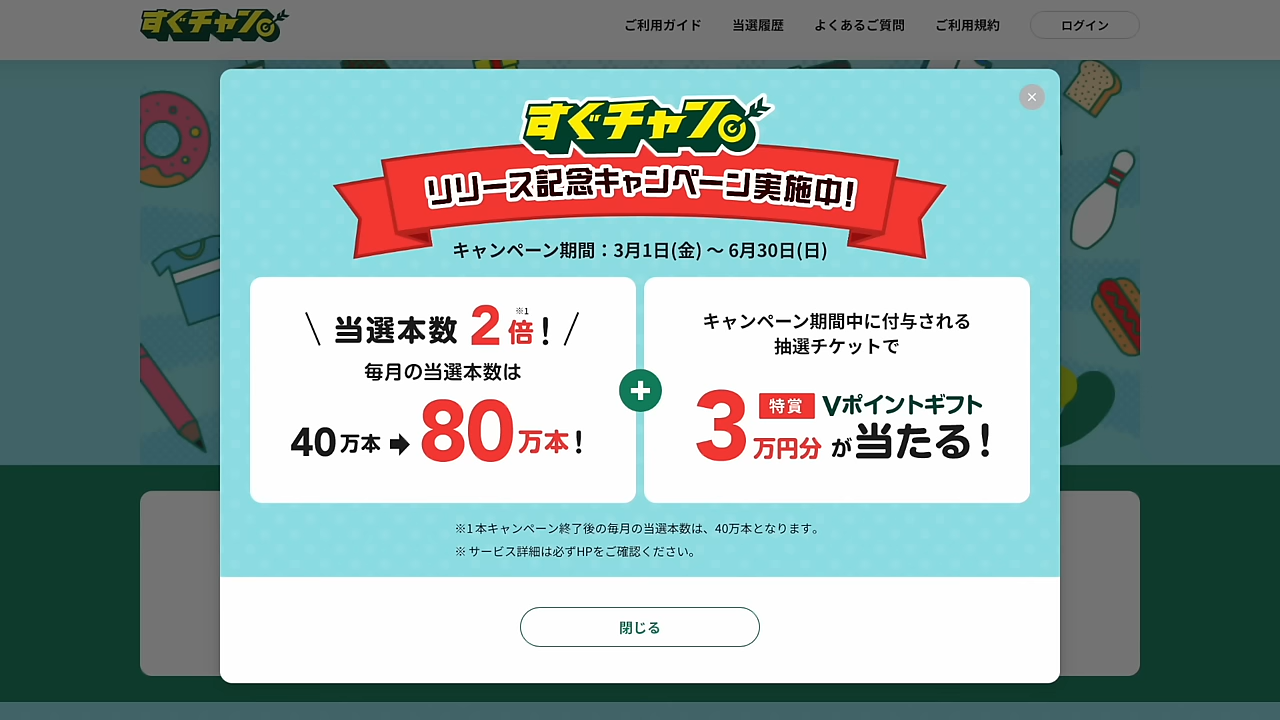 すぐチャン
ご利用ガイド
当選履歴
よくあるご質問
ご利用規約
ログイン
すぐチャン
リリース記念キャンペーン実施中!
キャンペーン期間：3月1日(金) 〜 6月30日(日)
当選本数 2倍!
※1
毎月の当選本数は
40万本 ➡ 80万本!
キャンペーン期間中に付与される
抽選チケットで
特賞 Vポイントギフト
3万円分が当たる!
※1 本キャンペーン終了後の毎月の当選本数は、40万本となります。
※ サービス詳細は必ずHPをご確認ください。
閉じる